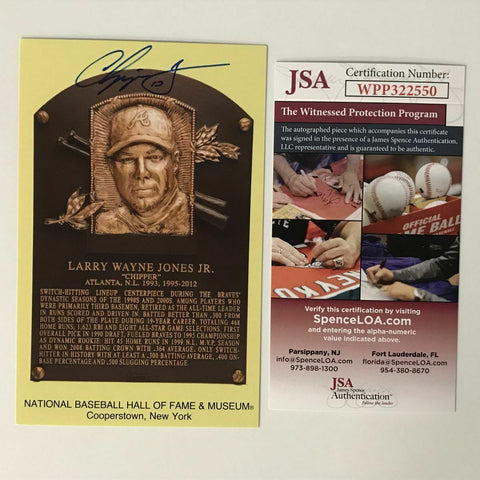 LARRY WAYNE JONES JR.
"CHIPPER"
ATLANTA, N.L. 1993, 1995-2012
SWITCH-HITTING LINEUP CENTERPIECE DURING THE BRAVES'
DYNASTIC SEASONS OF THE 1990S AND 2000S. AMONG PLAYERS WHO
WERE PRIMARILY THIRD BASEMEN, RETIRED AS THE ALL-TIME LEADER
IN RUNS SCORED AND DRIVEN IN. BATTED BETTER THAN .300 FROM
BOTH SIDES OF THE PLATE DURING 19-YEAR CAREER, TOTALING 468
HOME RUNS, 1,623 RBI AND EIGHT ALL-STAR GAME SELECTIONS. FIRST
OVERALL PICK IN 1990 DRAFT, FUELED BRAVES TO 1995 CHAMPIONSHIP
AS DYNAMIC ROOKIE. HIT 45 HOME RUNS IN 1999 N.L. MVP SEASON
AND WON 2008 BATTING CROWN WITH .364 AVERAGE. ONLY SWITCH-
HITTER IN HISTORY WITH AT LEAST A .300 BATTING AVERAGE, .400 ON-
BASE PERCENTAGE AND .500 SLUGGING PERCENTAGE.
NATIONAL BASEBALL HALL OF FAME & MUSEUM®
Cooperstown, New York
JSA
Certification Number:
WPP322550
The Witnessed Protection Program
The autographed piece which accompanies this certificate
was signed in the presence of a James Spence Authentication,
LLC representative and is guaranteed to be authentic.
OFFICIAL
Verify this certification by visiting
SpenceLOA.com
and entering the alpha-numeric
value indicated above.
Parsippany, NJ
info@SpenceLOA.com
973-898-1300
Fort Lauderdale, FL
florida@SpenceLOA.com
954-380-8670
JSA
James Spence
Authentication